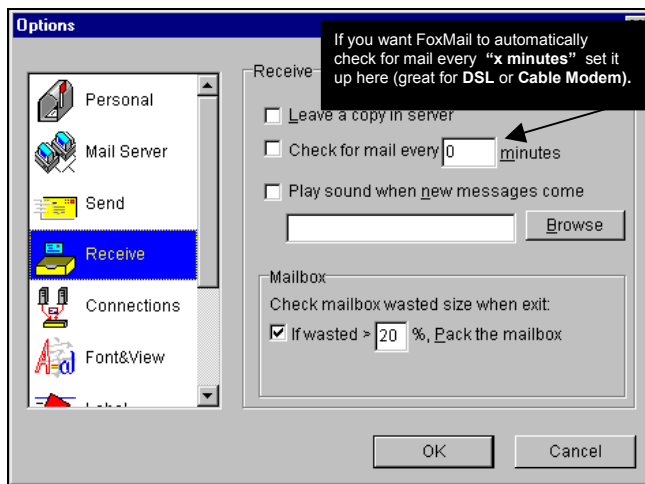 Options
If you want FoxMail to automatically
check for mail every “x minutes” set it
up here (great for DSL or Cable Modem).
Personal
Mail Server
Send
Receive
Connections
Font&View
Label
Receive
Leave a copy in server
Check for mail every 0 minutes
Play sound when new messages come
Browse
Mailbox
Check mailbox wasted size when exit:
If wasted > 20 %, Pack the mailbox
OK
Cancel